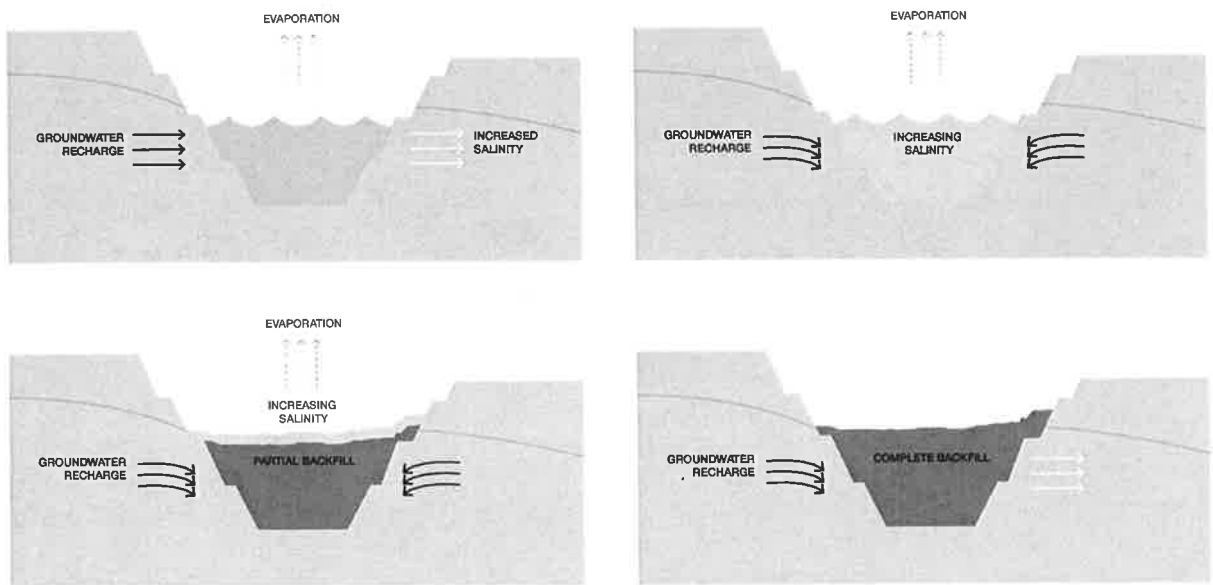 EVAPORATION
GROUNDWATER
RECHARGE
INCREASED
SALINITY
EVAPORATION
GROUNDWATER
RECHARGE
INCREASING
SALINITY
EVAPORATION
INCREASING
SALINITY
PARTIAL BACKFILL
GROUNDWATER
RECHARGE
COMPLETE BACKFILL
GROUNDWATER
RECHARGE